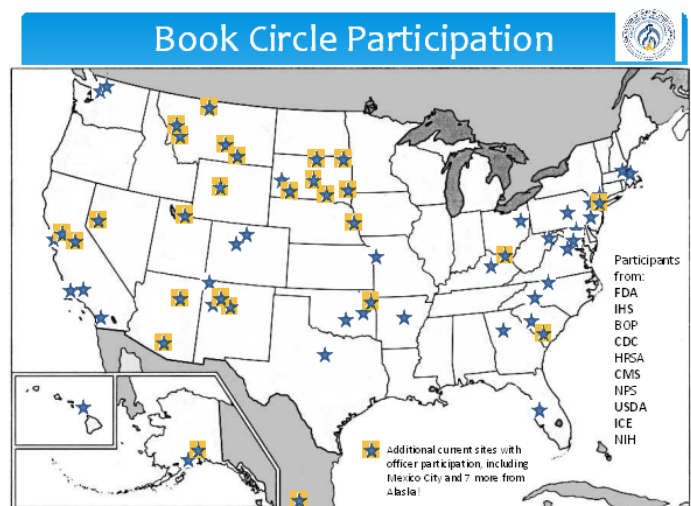 Book Circle Participation
Participants
from:
FDA
IHS
BOP
CDC
HRSA
CMS
NPS
USDA
ICE
NIH
Additional current sites with
officer participation, including
Mexico City and 7 more from
Alaska!